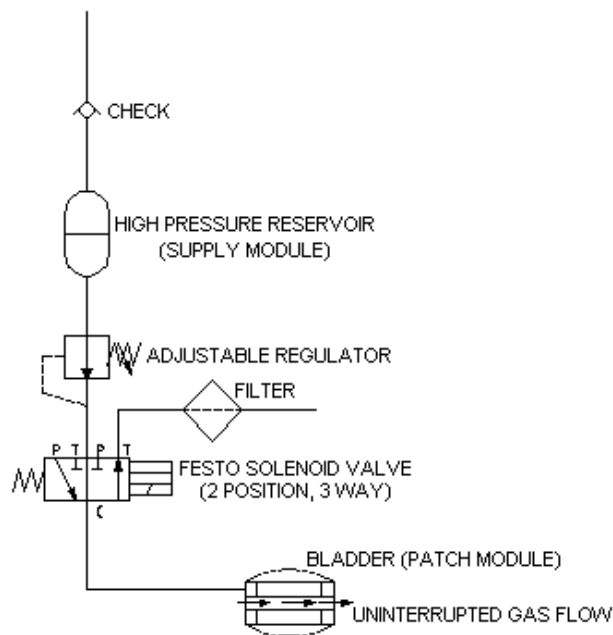 CHECK
HIGH PRESSURE RESERVOIR
(SUPPLY MODULE)
ADJUSTABLE REGULATOR
FILTER
P T P T
FESTO SOLENOID VALVE
(2 POSITION, 3 WAY)
C
BLADDER (PATCH MODULE)
UNINTERRUPTED GAS FLOW